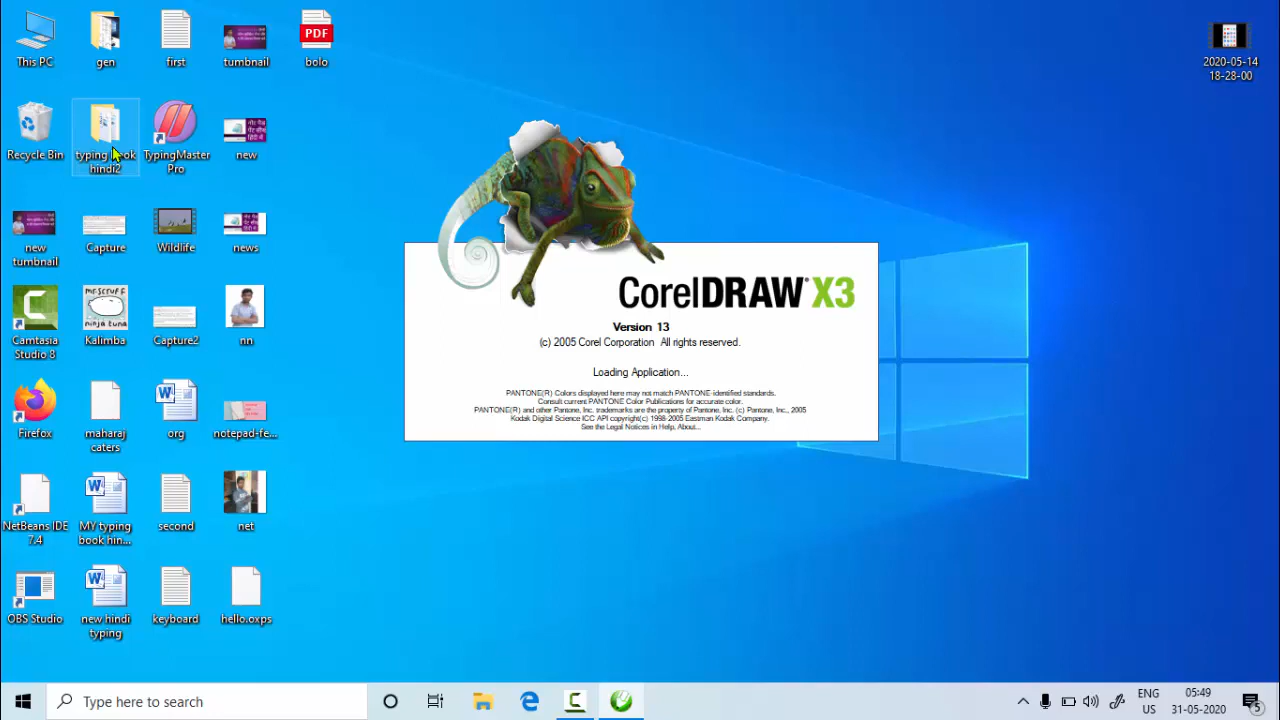 This PC
gen
first
tumbnail
PDF
bolo
2020-05-14
18-28-00
Recycle Bin
typing book
hindi2
TypingMaster
Pro
new
new
tumbnail
Capture
Wildlife
news
Camtasia
Studio 8
MR.SCRUFF
ninja tuna
Kalimba
Capture2
nn
Firefox
maharaj
caters
org
notepad-fe...
NetBeans IDE
7.4
MY typing
book hin...
second
net
OBS Studio
new hindi
typing
keyboard
hello.oxps
CorelDRAW® X3
Version 13
(c) 2005 Corel Corporation All rights reserved.
Loading Application...
PANTONE(R) Colors displayed here may not match PANTONE-identified standards.
Consult current PANTONE Color Publications for accurate color.
PANTONE(R) and other Pantone, Inc. trademarks are the property of Pantone, Inc. (c) Pantone, Inc., 2005
Kodak Digital Science ICC API copyright(c) 1998-2005 Eastman Kodak Company.
See the Legal Notices in Help, About...
Type here to search
ENG
US
05:49
31-05-2020
5